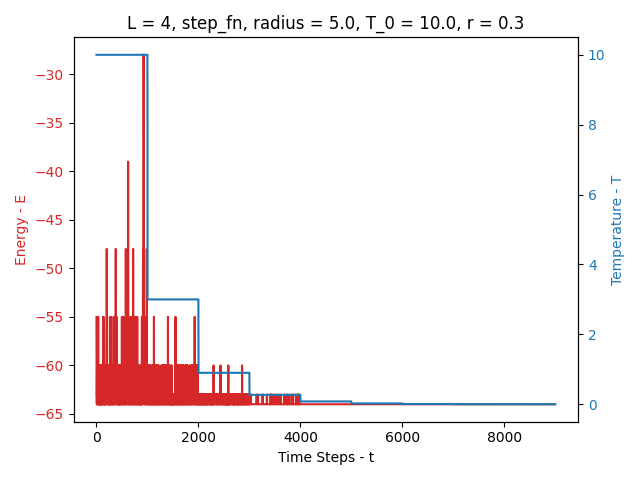 L = 4, step_fn, radius = 5.0, T_0 = 10.0, r = 0.3
−30
−35
−40
−45
−50
−55
−60
−65
Energy - E
10
8
6
4
2
0
Temperature - T
0 2000 4000 6000 8000
Time Steps - t